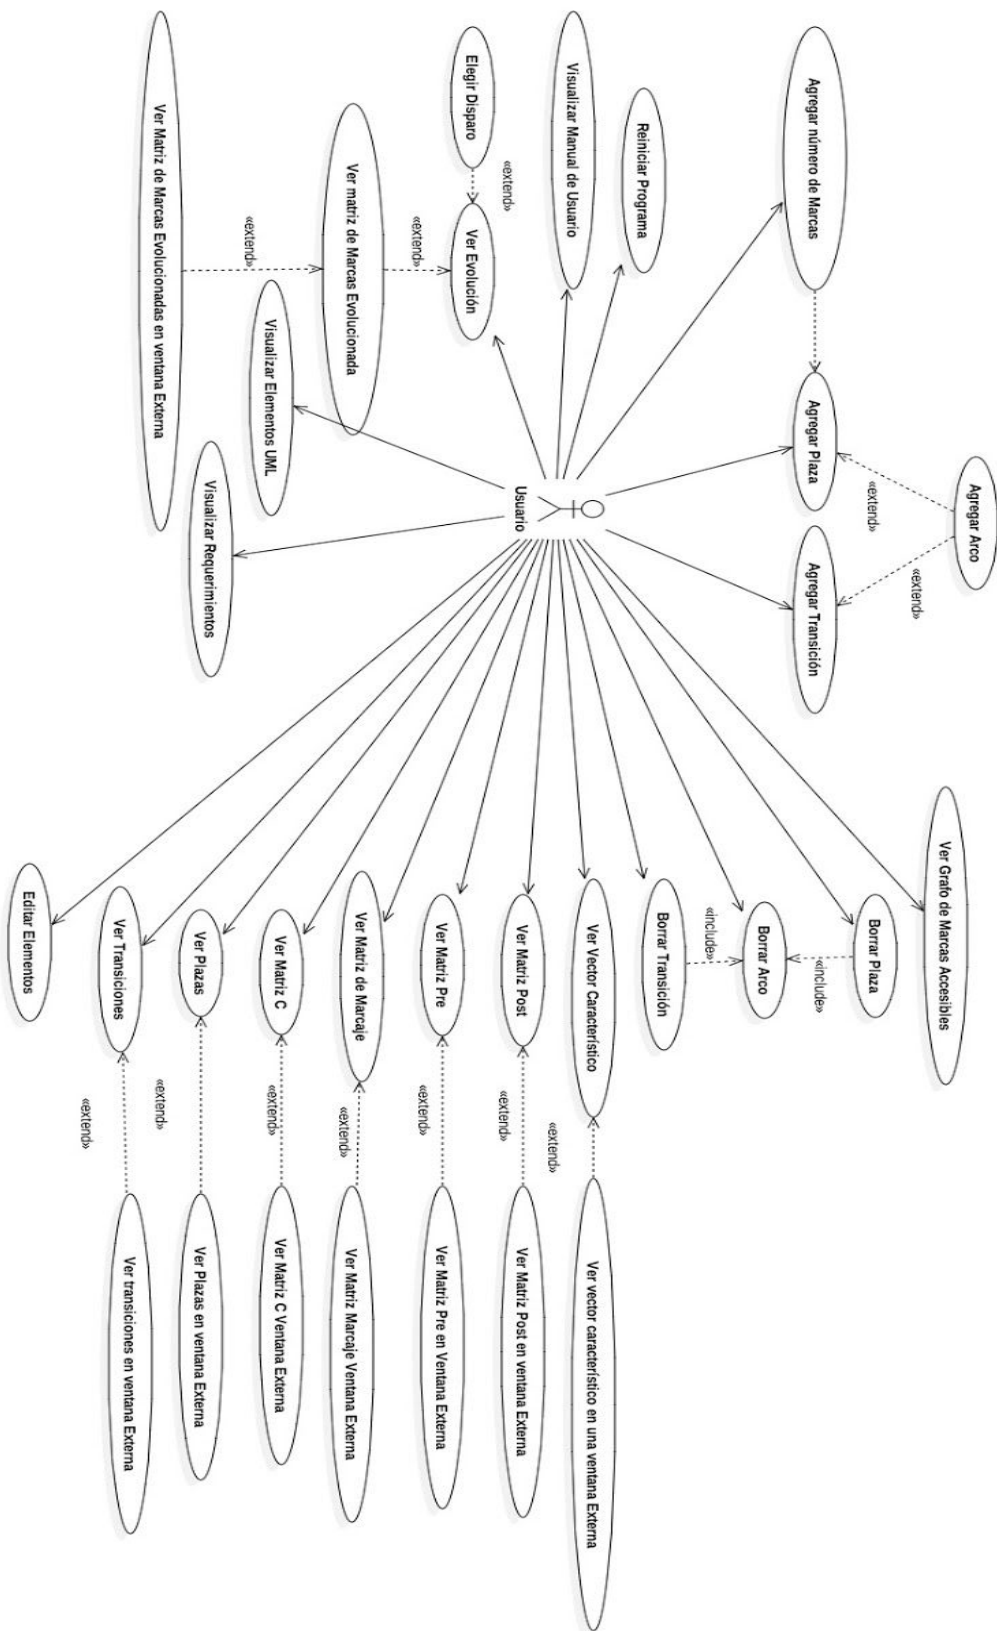 Agregar Arco
«extend»
«extend»
Agregar número de Marcas
Agregar Plaza
Agregar Transición
Reiniciar Programa
Visualizar Manual de Usuario
Usuario
Elegir Disparo
«extend»
Ver Evolución
«extend»
Ver matriz de Marcas Evolucionada
«extend»
Visualizar Elementos UML
Visualizar Requerimientos
Ver Matriz de Marcas Evolucionadas en ventana Externa
Ver Grafo de Marcas Accesibles
Borrar Plaza
«include»
Borrar Arco
«include»
Borrar Transición
Ver Vector Característico
«extend»
Ver vector característico en una ventana Externa
Ver Matriz Post
«extend»
Ver Matriz Post en ventana Externa
Ver Matriz Pre
«extend»
Ver Matriz Pre en Ventana Externa
Ver Matriz de Marcaje
«extend»
Ver Matriz Marcaje Ventana Externa
Ver Matriz C
«extend»
Ver Matriz C Ventana Externa
Ver Plazas
«extend»
Ver Plazas en ventana Externa
Ver Transiciones
«extend»
Ver transiciones en ventana Externa
Editar Elementos